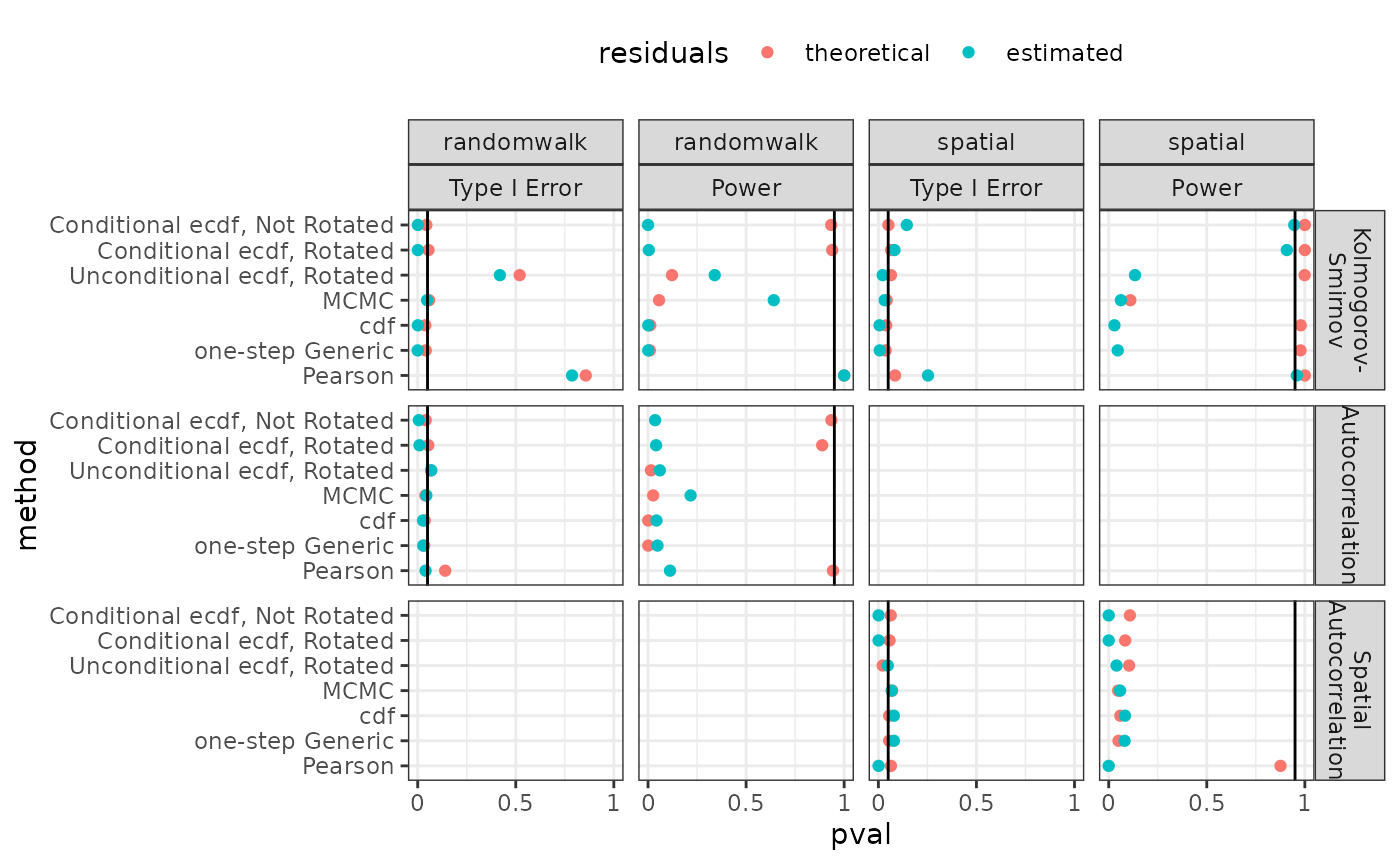 residuals theoretical estimated
randomwalk randomwalk spatial spatial
Type I Error Power Type I Error Power
Conditional ecdf, Not Rotated
Conditional ecdf, Rotated
Unconditional ecdf, Rotated
MCMC
cdf
one-step Generic
Pearson
Kolmogorov-
Smirnov
method
Conditional ecdf, Not Rotated
Conditional ecdf, Rotated
Unconditional ecdf, Rotated
MCMC
cdf
one-step Generic
Pearson
Autocorrelation
Conditional ecdf, Not Rotated
Conditional ecdf, Rotated
Unconditional ecdf, Rotated
MCMC
cdf
one-step Generic
Pearson
Spatial
Autocorrelation
0 0.5 1 0 0.5 1 0 0.5 1 0 0.5 1
pval